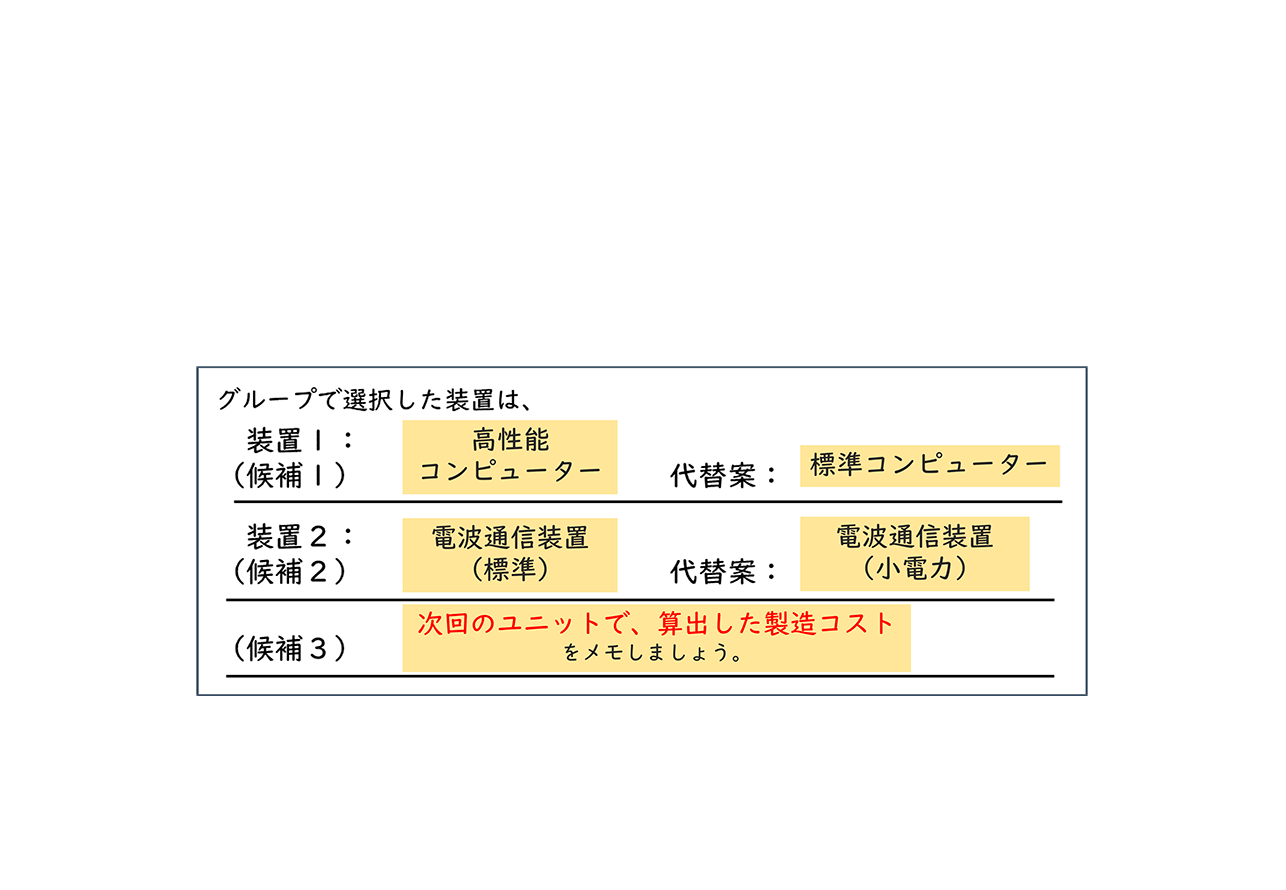 グループで選択した装置は、
装置１：
高性能
(候補１)
コンピューター
代替案：
標準コンピューター
装置２：
電波通信装置
(候補２)
(標準)
代替案：
電波通信装置
(小電力)
(候補３)
次回のユニットで、算出した製造コスト
をメモしましょう。